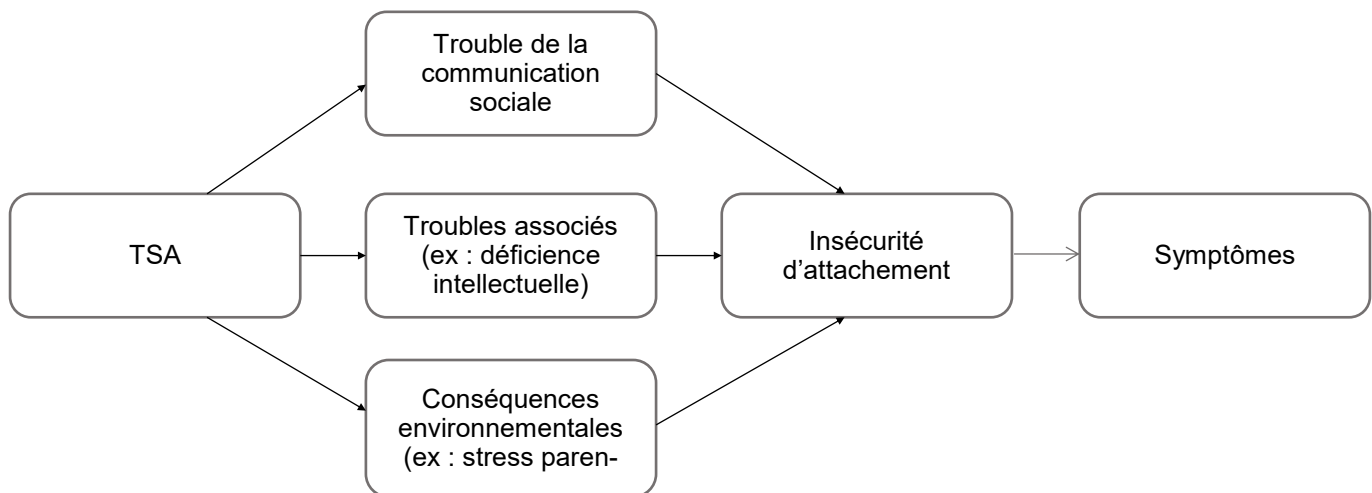 Trouble de la
communication
sociale
TSA
Troubles associés
(ex : déficience
intellectuelle)
Insécurité
d’attachement
Symptômes
Conséquences
environnementales
(ex : stress paren-